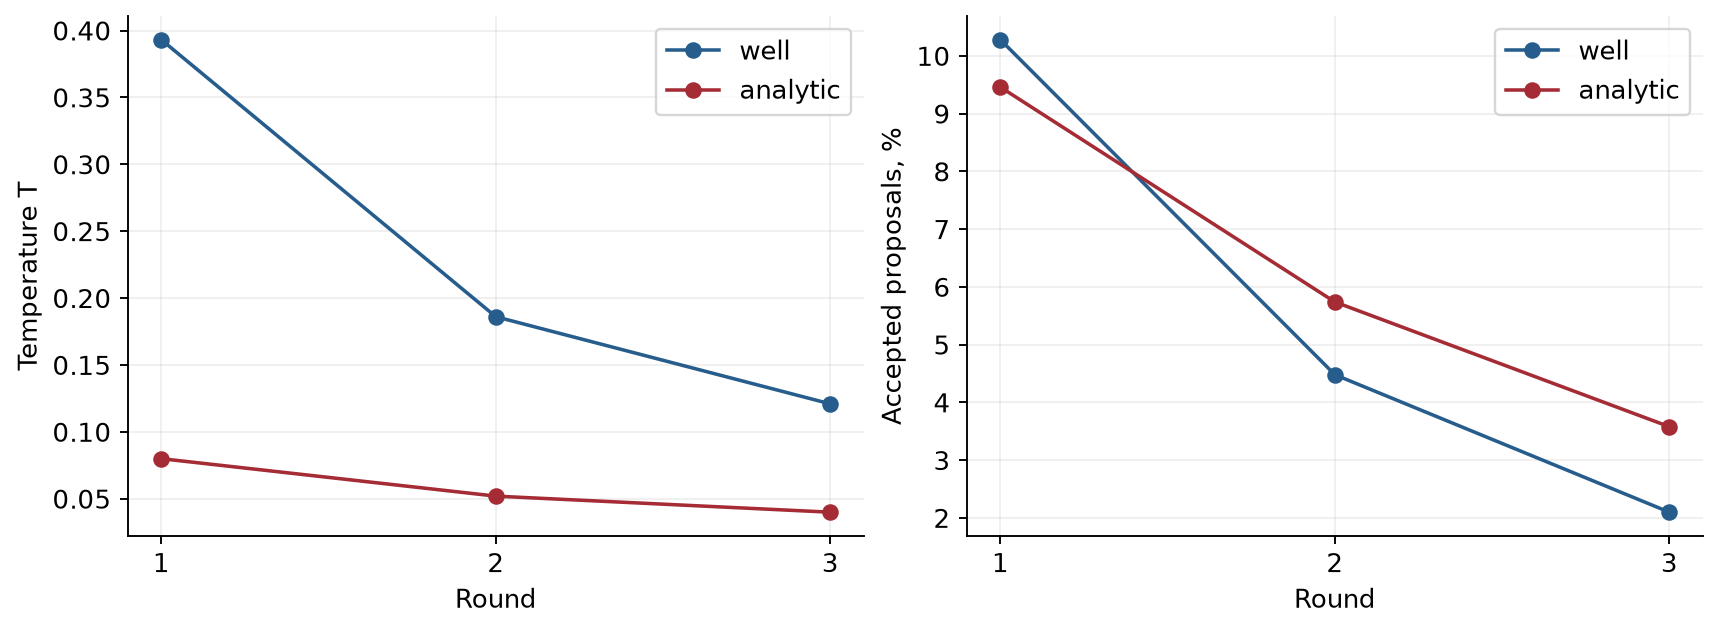 Temperature T
0.40
0.35
0.30
0.25
0.20
0.15
0.10
0.05
well
analytic
1
2
3
Round
Accepted proposals, %
10
9
8
7
6
5
4
3
2
well
analytic
1
2
3
Round